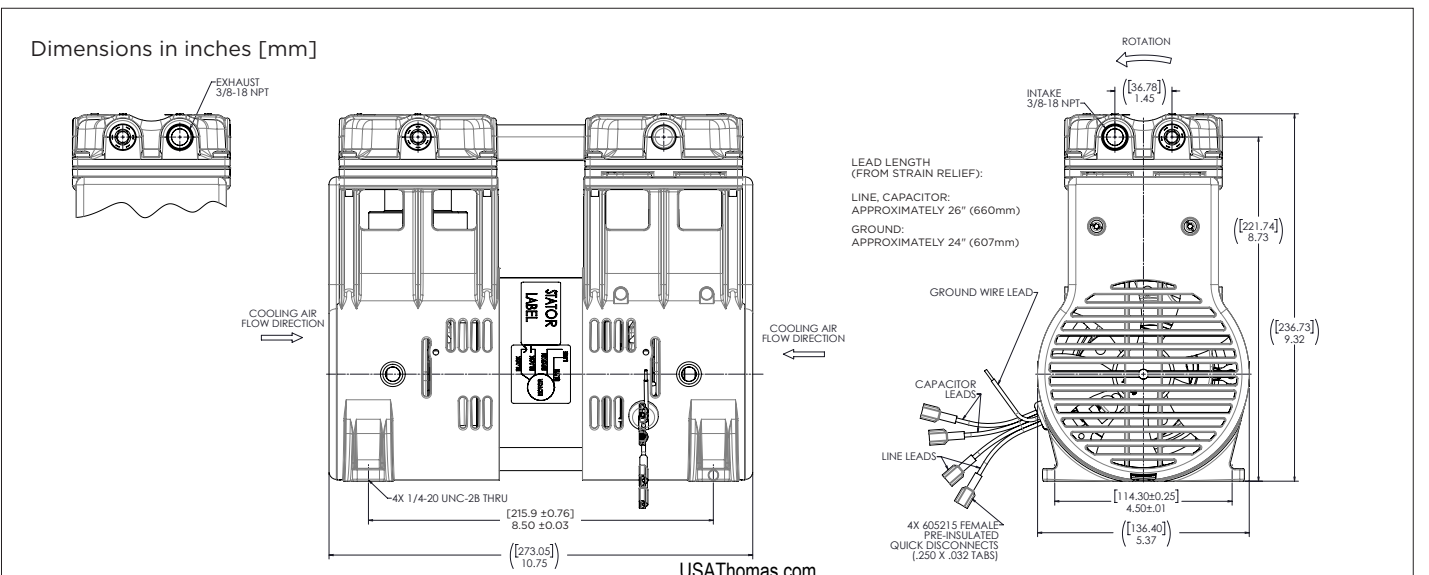 Dimensions in inches [mm]
EXHAUST
3/8-18 NPT
COOLING AIR
FLOW DIRECTION
STATOR
LABEL
4X 1/4-20 UNC-2B THRU
[215.9 ±0.76]
8.50 ±0.03
([273.05])
10.75
COOLING AIR
FLOW DIRECTION
LEAD LENGTH
(FROM STRAIN RELIEF):
LINE, CAPACITOR:
APPROXIMATELY 26" (660mm)
GROUND:
APPROXIMATELY 24" (607mm)
ROTATION
INTAKE
3/8-18 NPT
([36.78])
1.45
([221.74])
8.73
([236.73])
9.32
GROUND WIRE LEAD
CAPACITOR
LEADS
LINE LEADS
4X 605215 FEMALE
PRE-INSULATED
QUICK DISCONNECTS
(.250 X .032 TABS)
[114.30±0.25]
4.50±.01
([136.40])
5.37
USAThomas.com